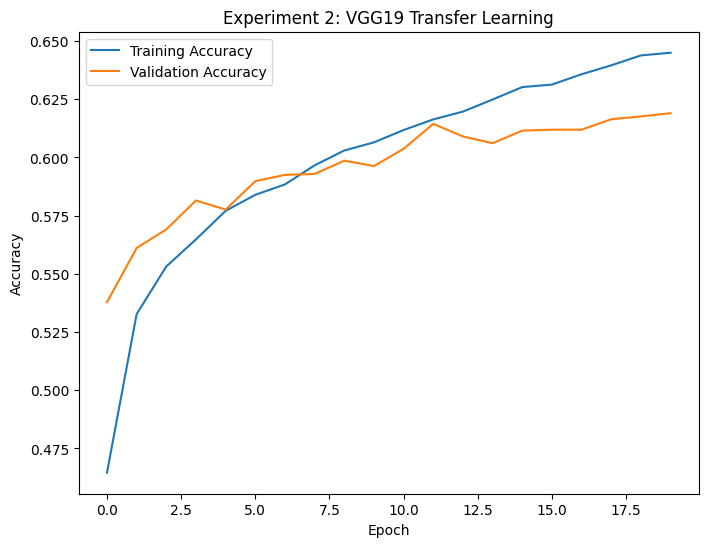 Experiment 2: VGG19 Transfer Learning
Training Accuracy
Validation Accuracy
0.650
0.625
0.600
0.575
0.550
0.525
0.500
0.475
Accuracy
0.0 2.5 5.0 7.5 10.0 12.5 15.0 17.5
Epoch